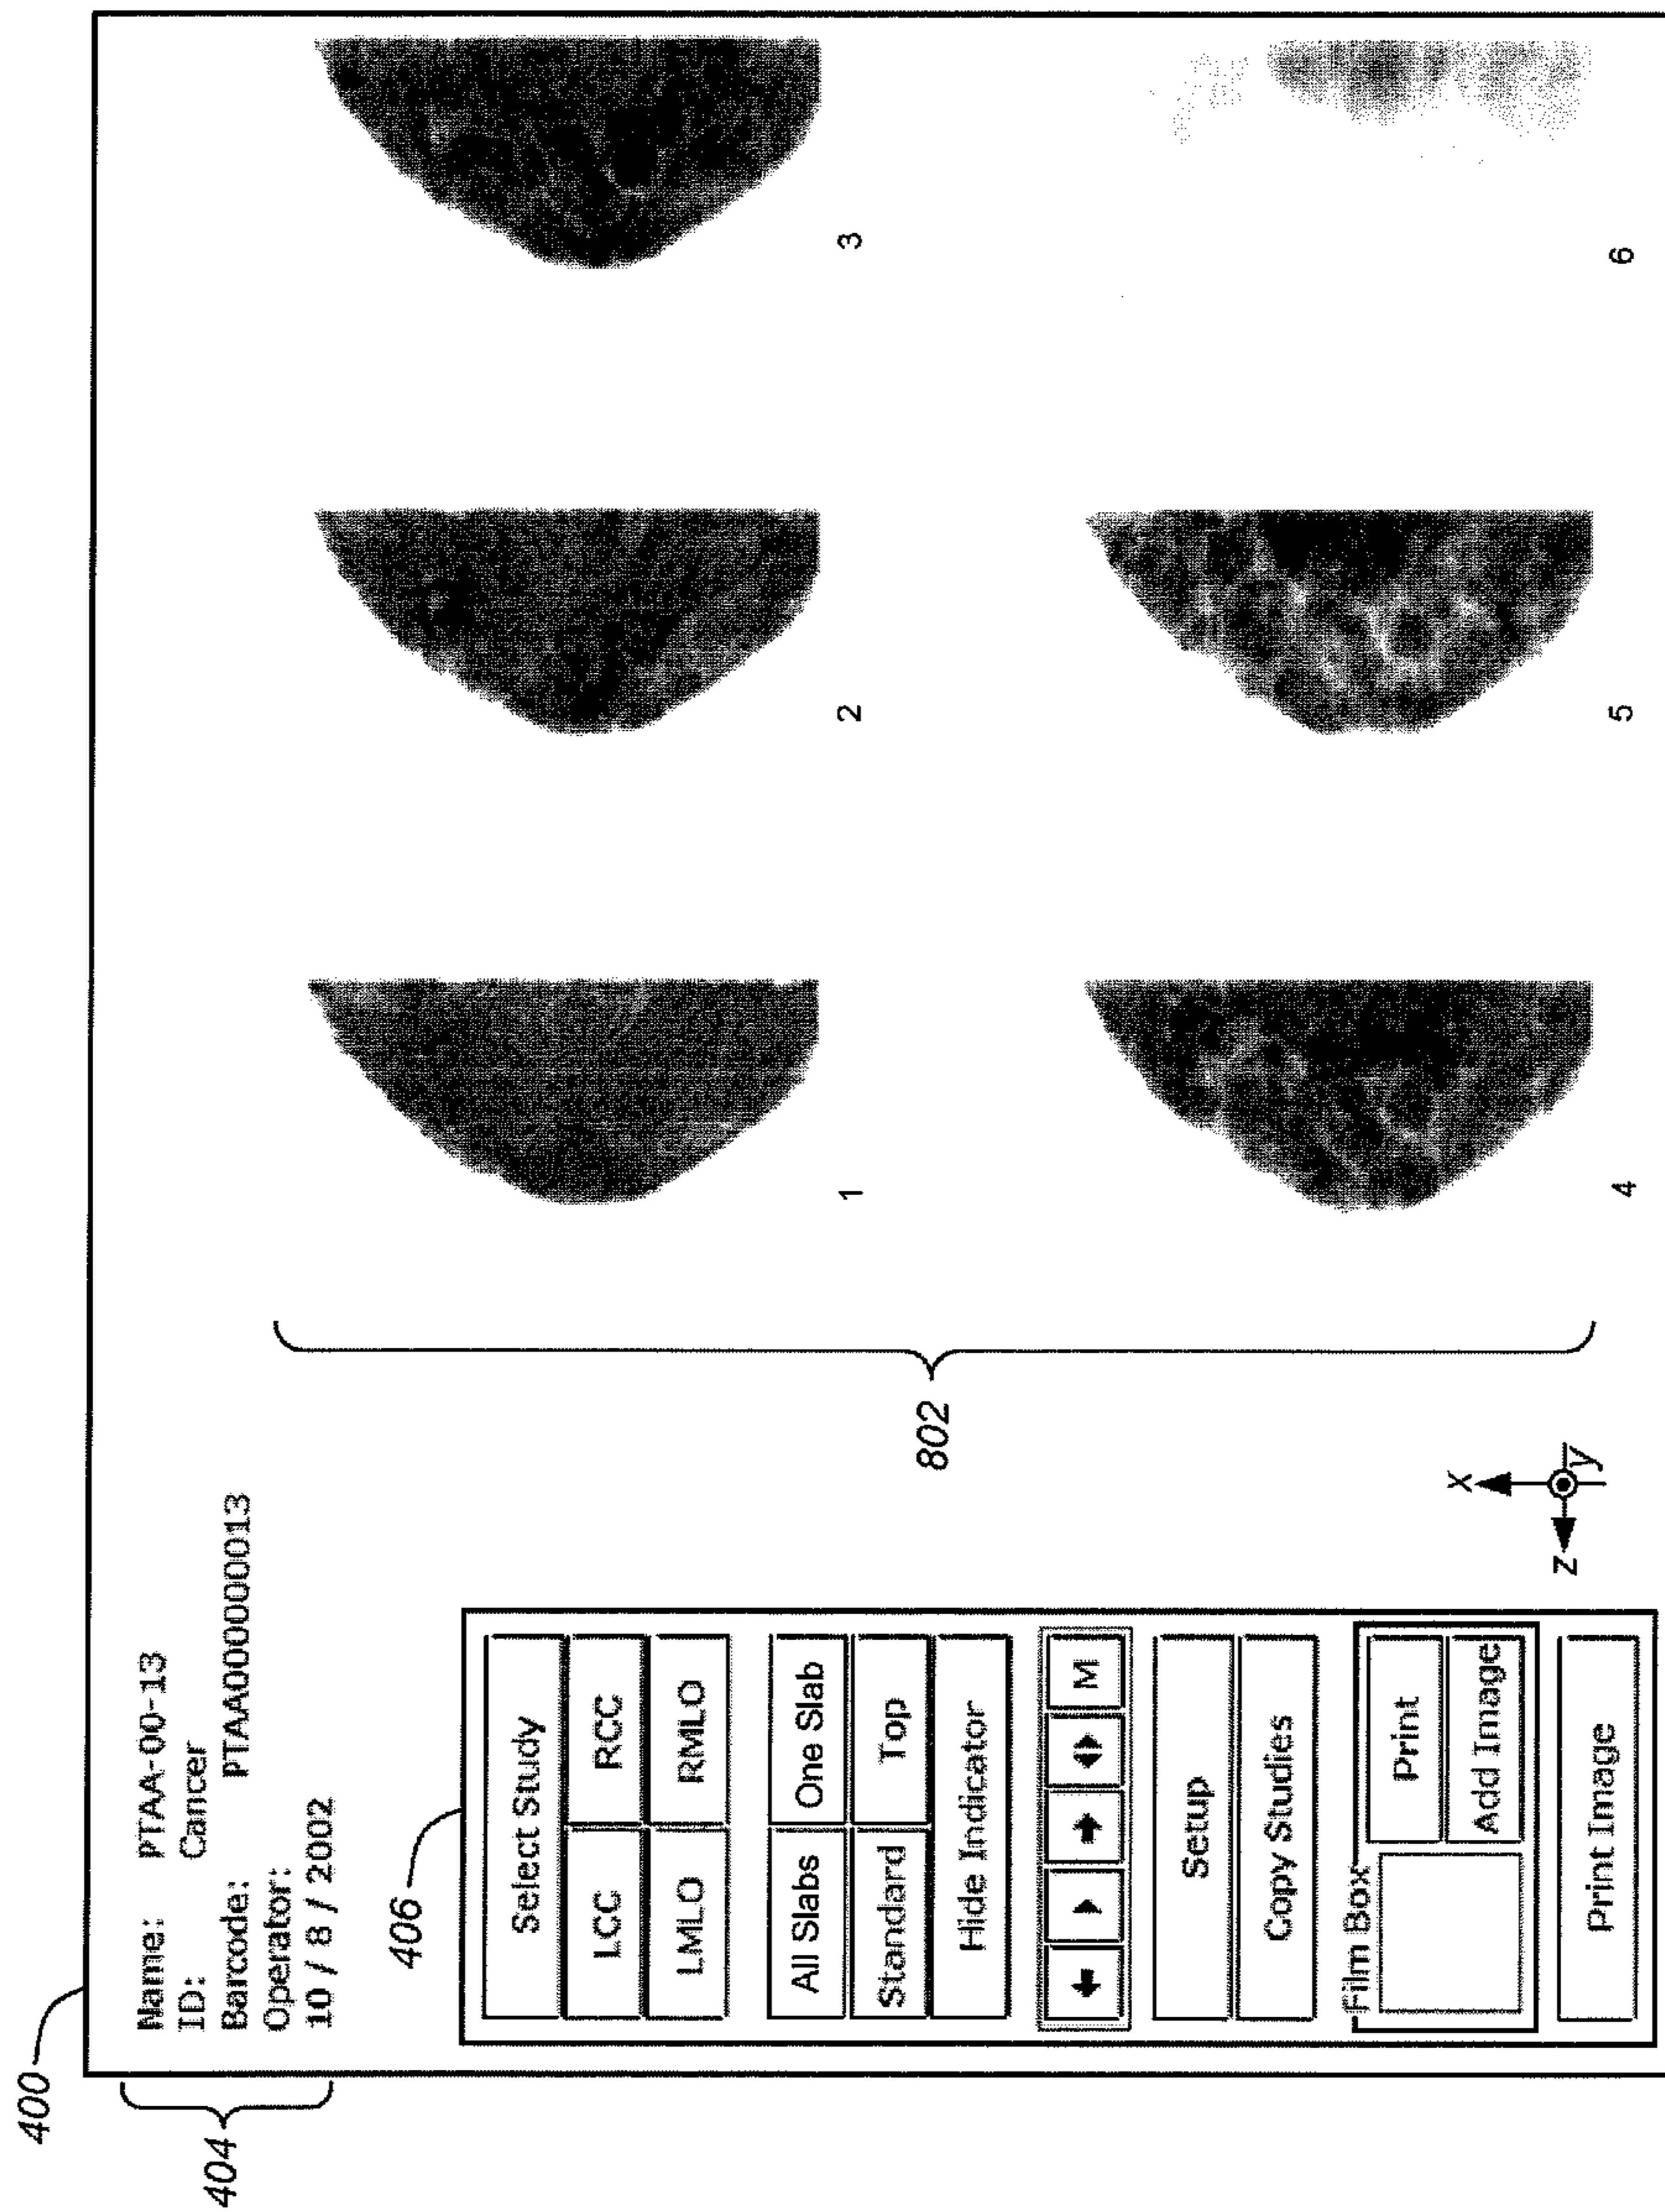 400
404
Name: PTAA-00-13
ID: Cancer
Barcode: PTAA00000013
Operator:
10 / 8 / 2002
406
Select Study
LCC RCC
LMLO RMLO
All Slabs One Slab
Standard Top
Hide Indicator
M
Setup
Copy Studies
Film Box
Print
Add Image
Print Image
802
x
z
y
1 2 3
4 5 6